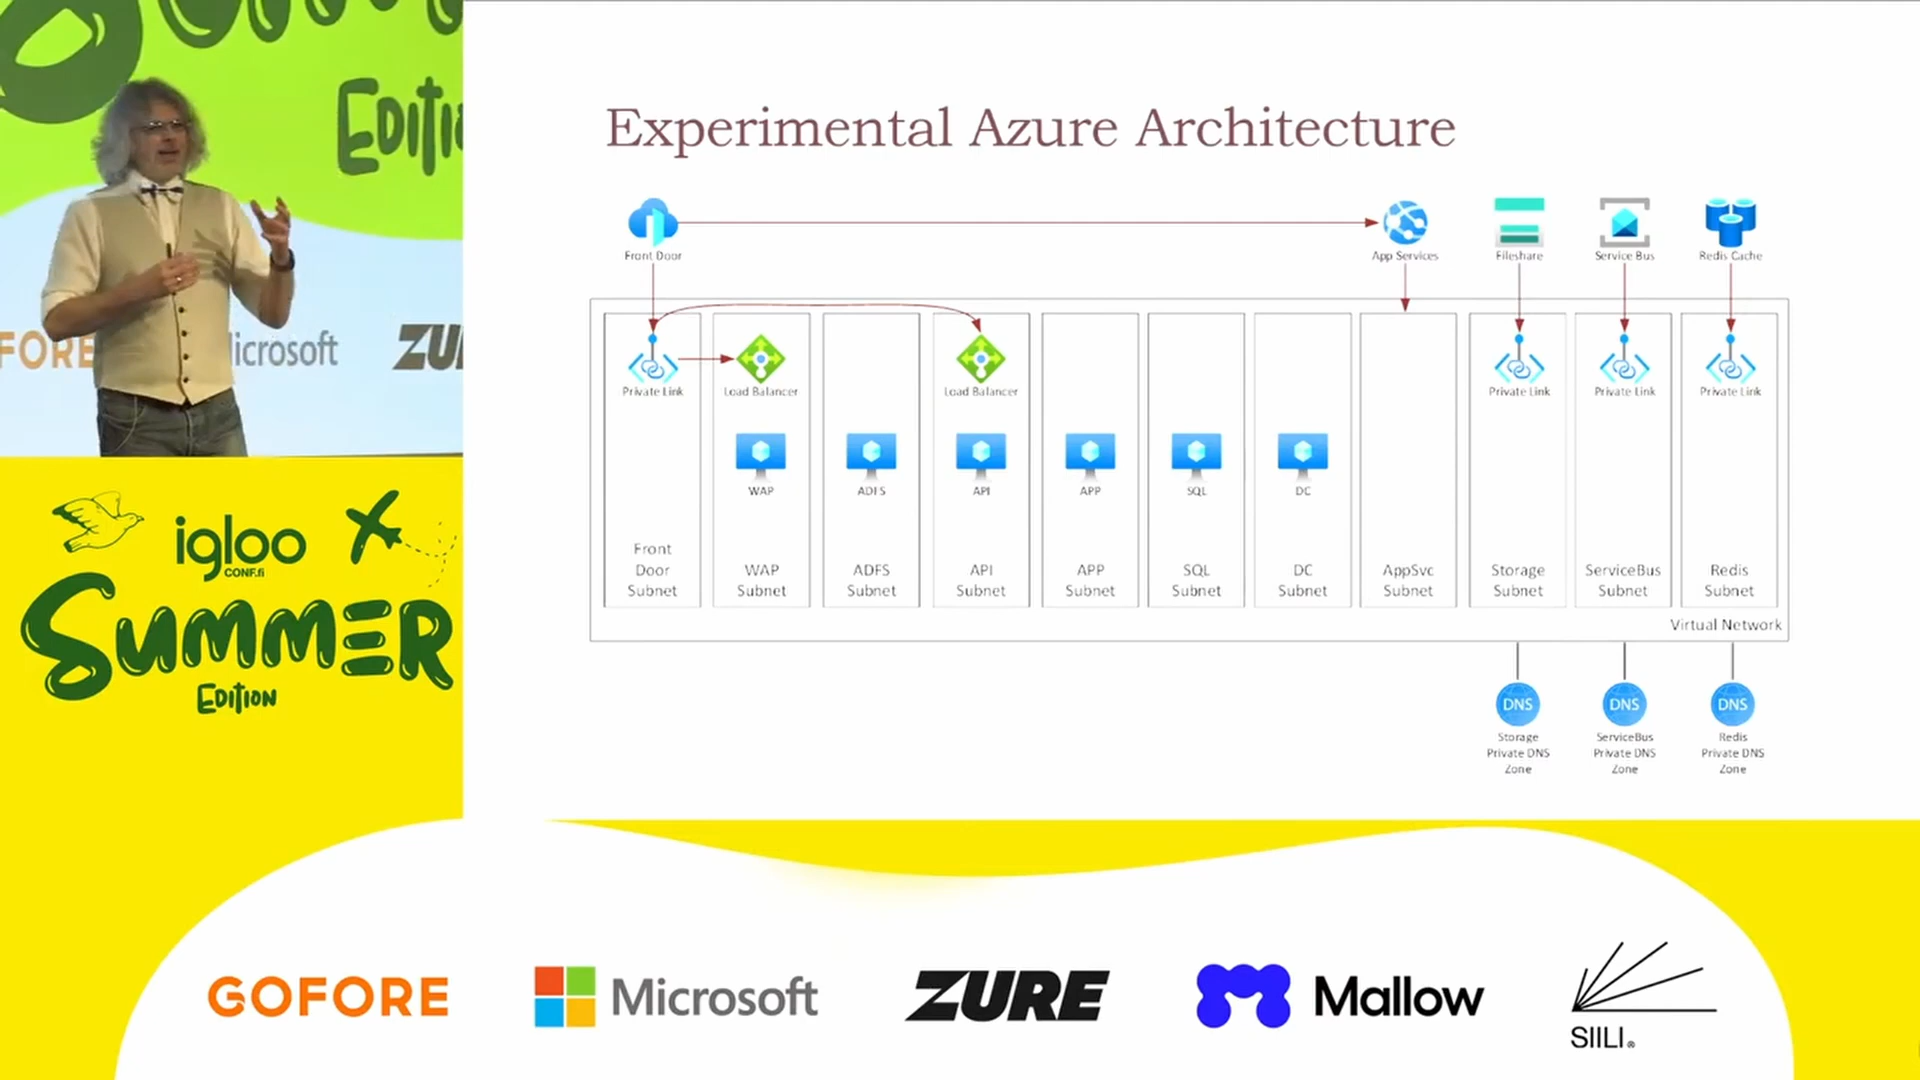 EDITIO
FORE
icrosoft
ZU
igloo
CONF.fi
SUMMER
EDITION
Experimental Azure Architecture
Front Door
App Services
Fileshare
Service Bus
Redis Cache
Private Link
Load Balancer
Load Balancer
Private Link
Private Link
Private Link
WAP
ADFS
API
APP
SQL
DC
Front
Door
Subnet
WAP
Subnet
ADFS
Subnet
API
Subnet
APP
Subnet
SQL
Subnet
DC
Subnet
AppSvc
Subnet
Storage
Subnet
ServiceBus
Subnet
Redis
Subnet
Virtual Network
DNS
DNS
DNS
Storage
Private DNS
Zone
ServiceBus
Private DNS
Zone
Redis
Private DNS
Zone
GOFORE
Microsoft
ZURE
Mallow
SIILI®